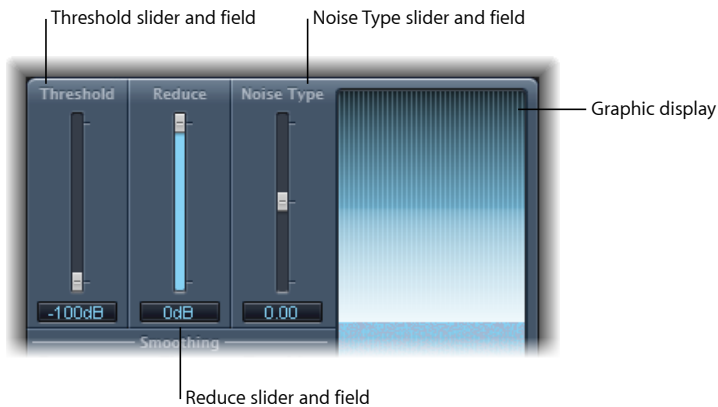 Threshold slider and field
Noise Type slider and field
Threshold
Reduce
Noise Type
Graphic display
-100dB
0dB
0.00
Smoothing
Reduce slider and field